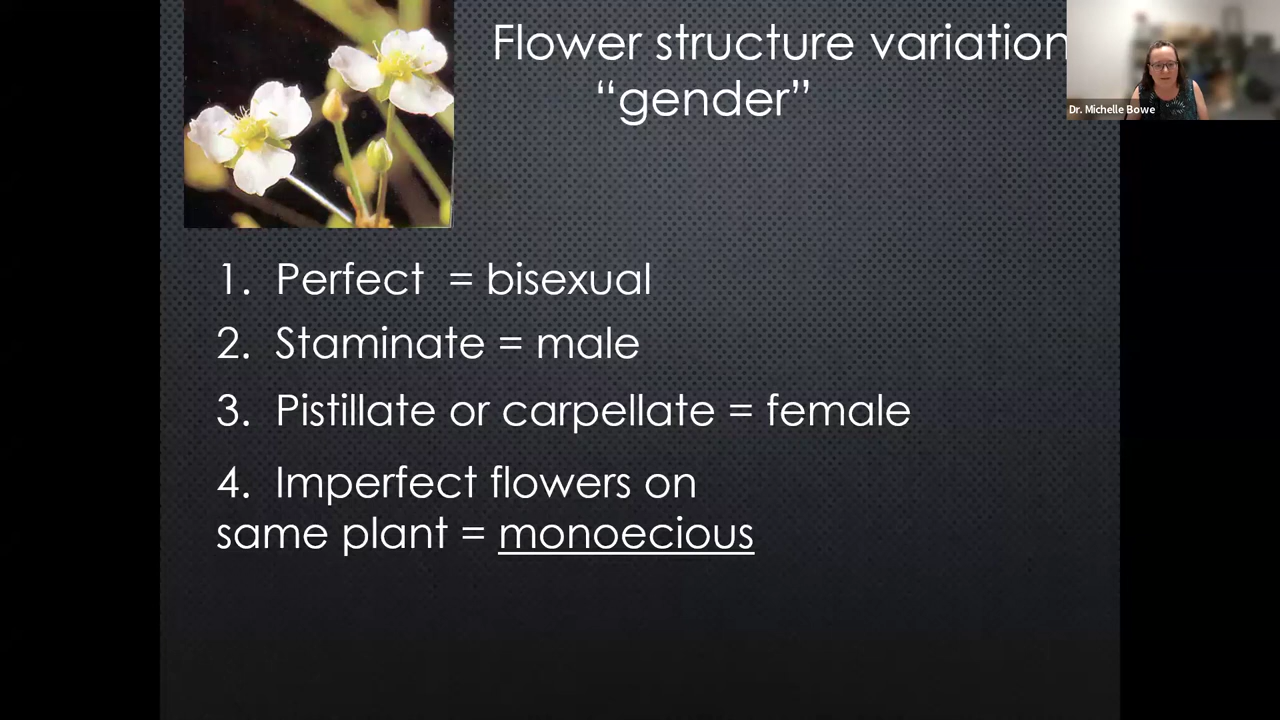 Flower structure variation
“gender”
Dr. Michelle Bowe
1. Perfect = bisexual
2. Staminate = male
3. Pistillate or carpellate = female
4. Imperfect flowers on
same plant = monoecious